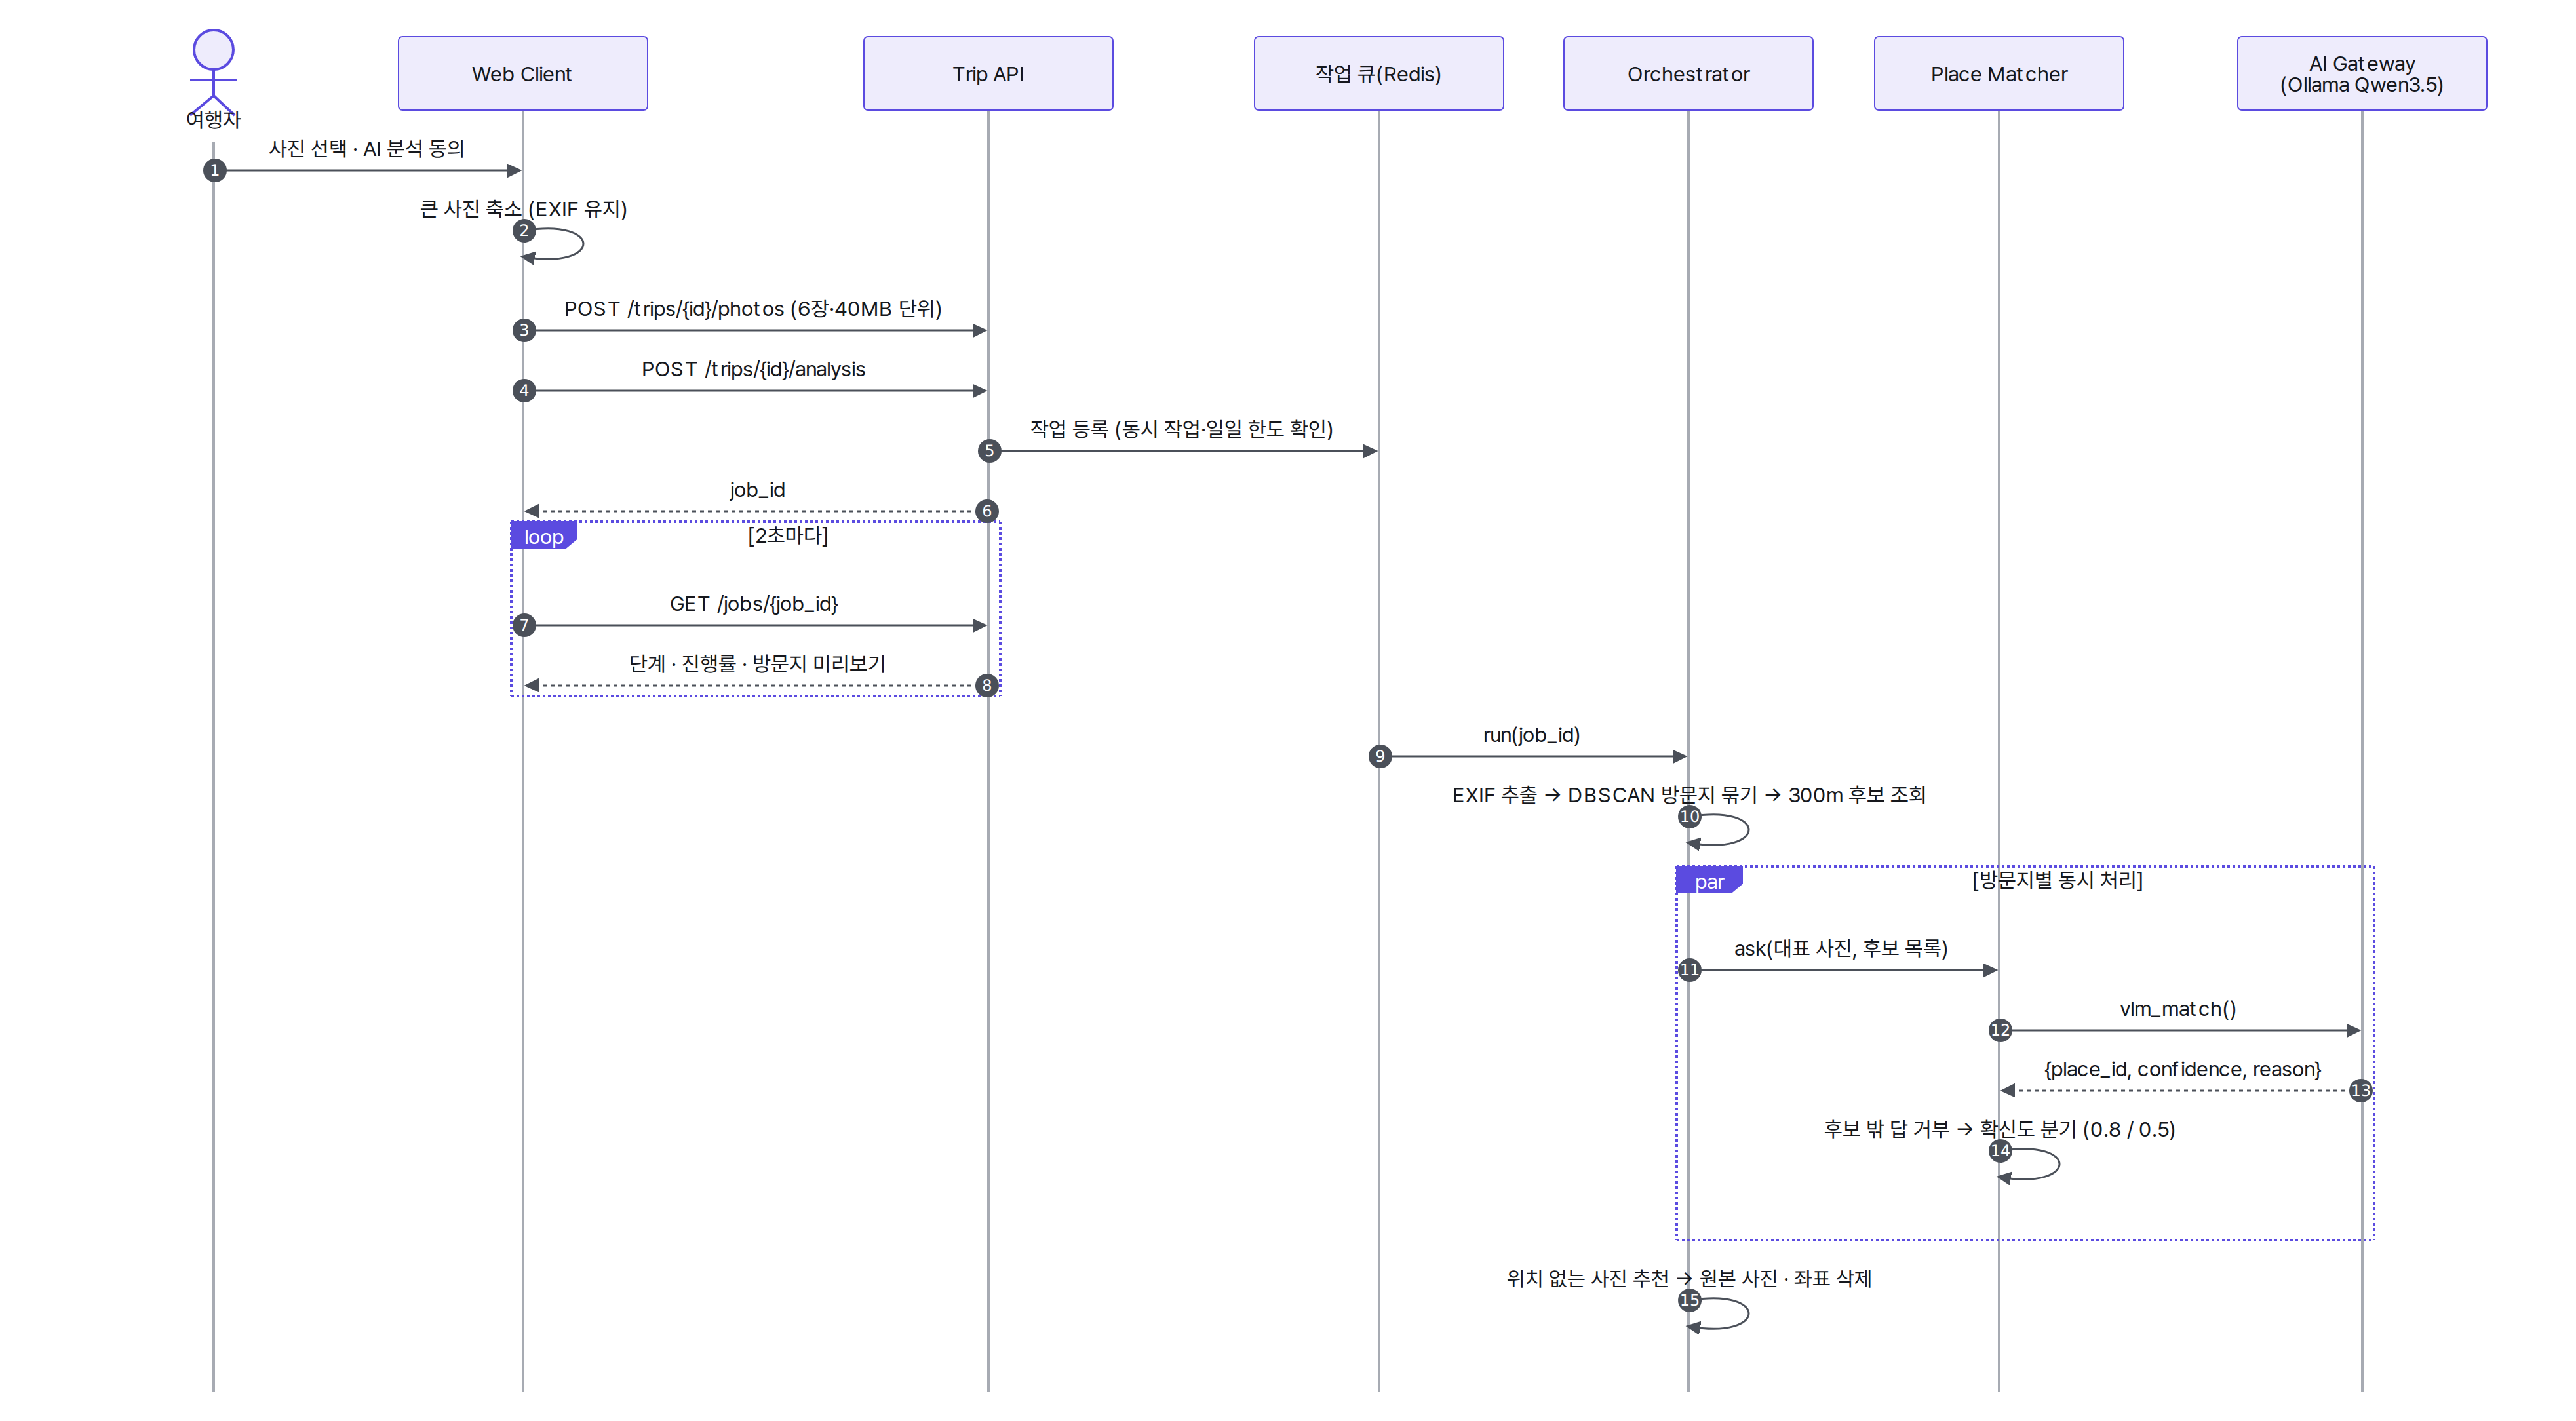 여행자
Web Client
Trip API
작업 큐(Redis)
Orchestrator
Place Matcher
AI Gateway
(Ollama Qwen3.5)
사진 선택 · AI 분석 동의
1
큰 사진 축소 (EXIF 유지)
2
POST /trips/{id}/photos (6장·40MB 단위)
3
POST /trips/{id}/analysis
4
작업 등록 (동시 작업·일일 한도 확인)
5
job_id
6
loop
[2초마다]
GET /jobs/{job_id}
7
단계 · 진행률 · 방문지 미리보기
8
run(job_id)
9
EXIF 추출 → DBSCAN 방문지 묶기 → 300m 후보 조회
10
par
[방문지별 동시 처리]
ask(대표 사진, 후보 목록)
11
vlm_match()
12
{place_id, confidence, reason}
13
후보 밖 답 거부 → 확신도 분기 (0.8 / 0.5)
14
위치 없는 사진 추천 → 원본 사진 · 좌표 삭제
15